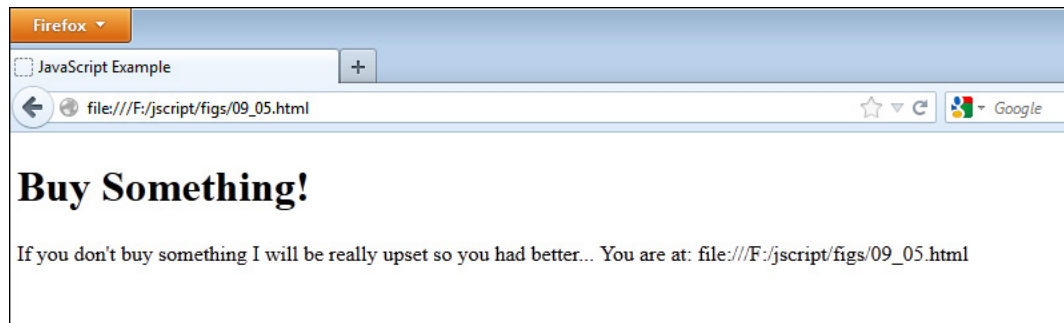 Firefox
JavaScript Example
file:///F:/jscript/figs/09_05.html
Google
Buy Something!
If you don't buy something I will be really upset so you had better... You are at: file:///F:/jscript/figs/09_05.html